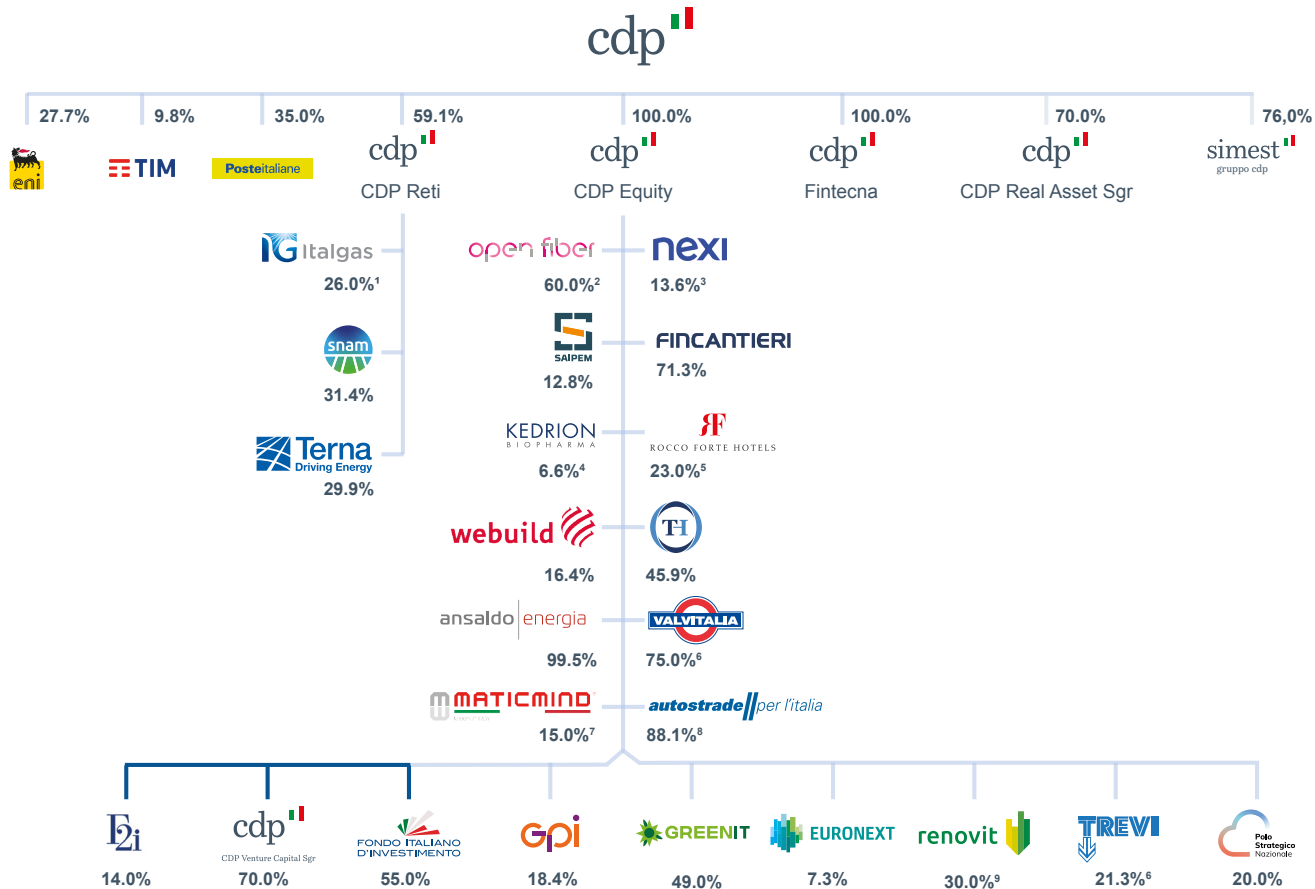 cdp
27.7%
9.8%
35.0%
59.1%
100.0%
100.0%
70.0%
76,0%
eni
TIM
Posteitaliane
cdp
CDP Reti
cdp
CDP Equity
cdp
Fintecna
cdp
CDP Real Asset Sgr
simest
gruppo cdp
IG Italgas
26.0%¹
open fiber
60.0%²
nexi
13.6%³
snam
31.4%
SAIPEM
12.8%
FINCANTIERI
71.3%
Terna
Driving Energy
29.9%
KEDRION
BIOPHARMA
6.6%⁴
RF
ROCCO FORTE HOTELS
23.0%⁵
webuild
16.4%
TH
45.9%
ansaldo energia
99.5%
VALVITALIA
75.0%⁶
MATICMIND
15.0%⁷
autostrade per l'italia
88.1%⁸
F2i
14.0%
cdp
CDP Venture Capital Sgr
70.0%
FONDO ITALIANO
D'INVESTIMENTO
55.0%
GPI
18.4%
GREENIT
49.0%
EURONEXT
7.3%
renovit
30.0%⁹
TREVI
21.3%⁶
Polo
Strategico
Nazionale
20.0%